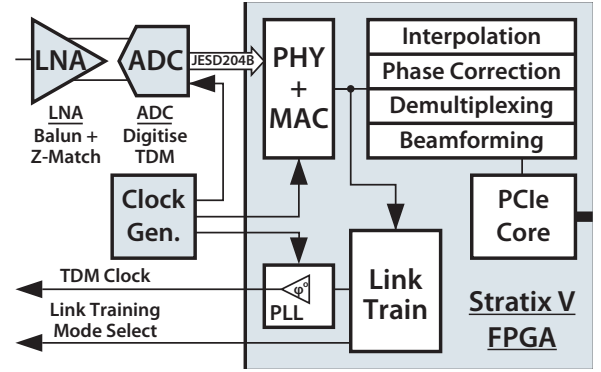 LNA
ADC
JESD204B
PHY
+
MAC
Interpolation
Phase Correction
Demultiplexing
Beamforming
LNA
Balun +
Z-Match
ADC
Digitise
TDM
Clock
Gen.
PCIe
Core
TDM Clock
φ°
PLL
Link
Train
Link Training
Mode Select
Stratix V
FPGA